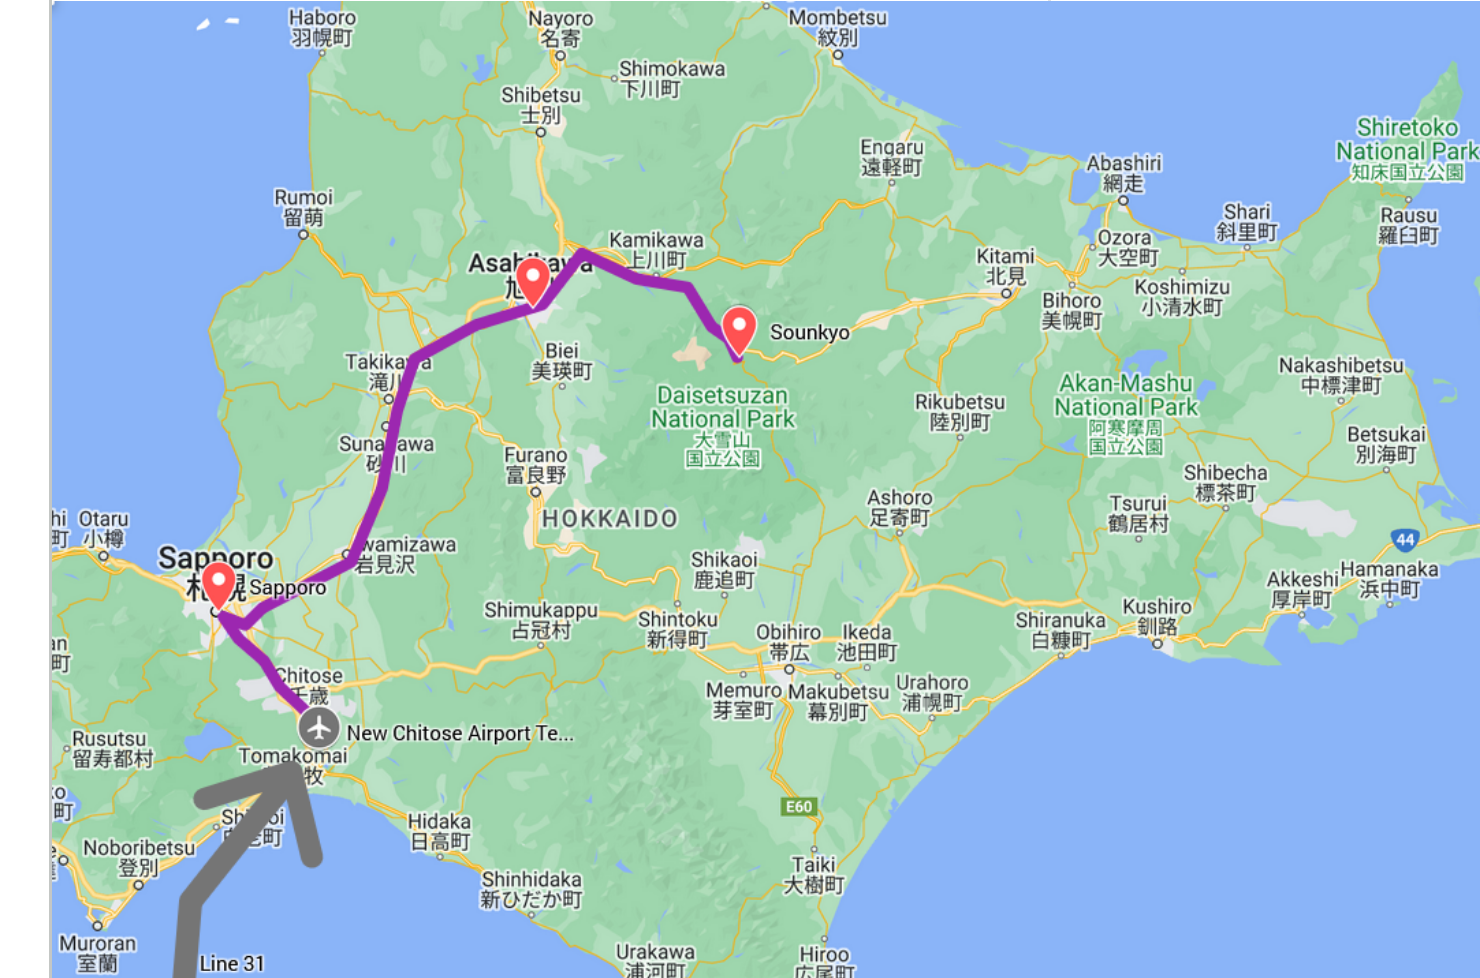 Haboro
羽幌町
Nayoro
名寄
Mombetsu
紋別
Shimokawa
下川町
Shibetsu
士別
Shiretoko
National Park
知床国立公園
Engaru
遠軽町
Abashiri
網走
Rumoi
留萌
Shari
斜里町
Rausu
羅臼町
Kamikawa
上川町
Ozora
大空町
Asahikawa
Kitami
北見
Koshimizu
小清水町
Bihoro
美幌町
Sounkyo
Biei
美瑛町
Takikawa
滝川
Nakashibetsu
中標津町
Daisetsuzan
National Park
大雪山
国立公園
Akan-Mashu
National Park
阿寒摩周
国立公園
Rikubetsu
陸別町
Sunagawa
砂川
Betsukai
別海町
Furano
富良野
Shibecha
標茶町
Ashoro
足寄町
Tsurui
鶴居村
HOKKAIDO
hi
町
Otaru
小樽
44
Sapporo
札幌
Iwamizawa
岩見沢
Sapporo
Shikaoi
鹿追町
Hamanaka
浜中町
Akkeshi
厚岸町
Shimukappu
占冠村
Shintoku
新得町
Obihiro
帯広
Ikeda
池田町
Shiranuka
白糠町
Kushiro
釧路
an
町
Chitose
千歳
Memuro
芽室町
Makubetsu
幕別町
Urahoro
浦幌町
New Chitose Airport Te...
Rusutsu
留寿都村
Tomakomai
牧
ko
町
E60
Hidaka
日高町
Noboribetsu
登別
Taiki
大樹町
Shinhidaka
新ひだか町
Muroran
室蘭
Line 31
Urakawa
浦河町
Hiroo
広尾町